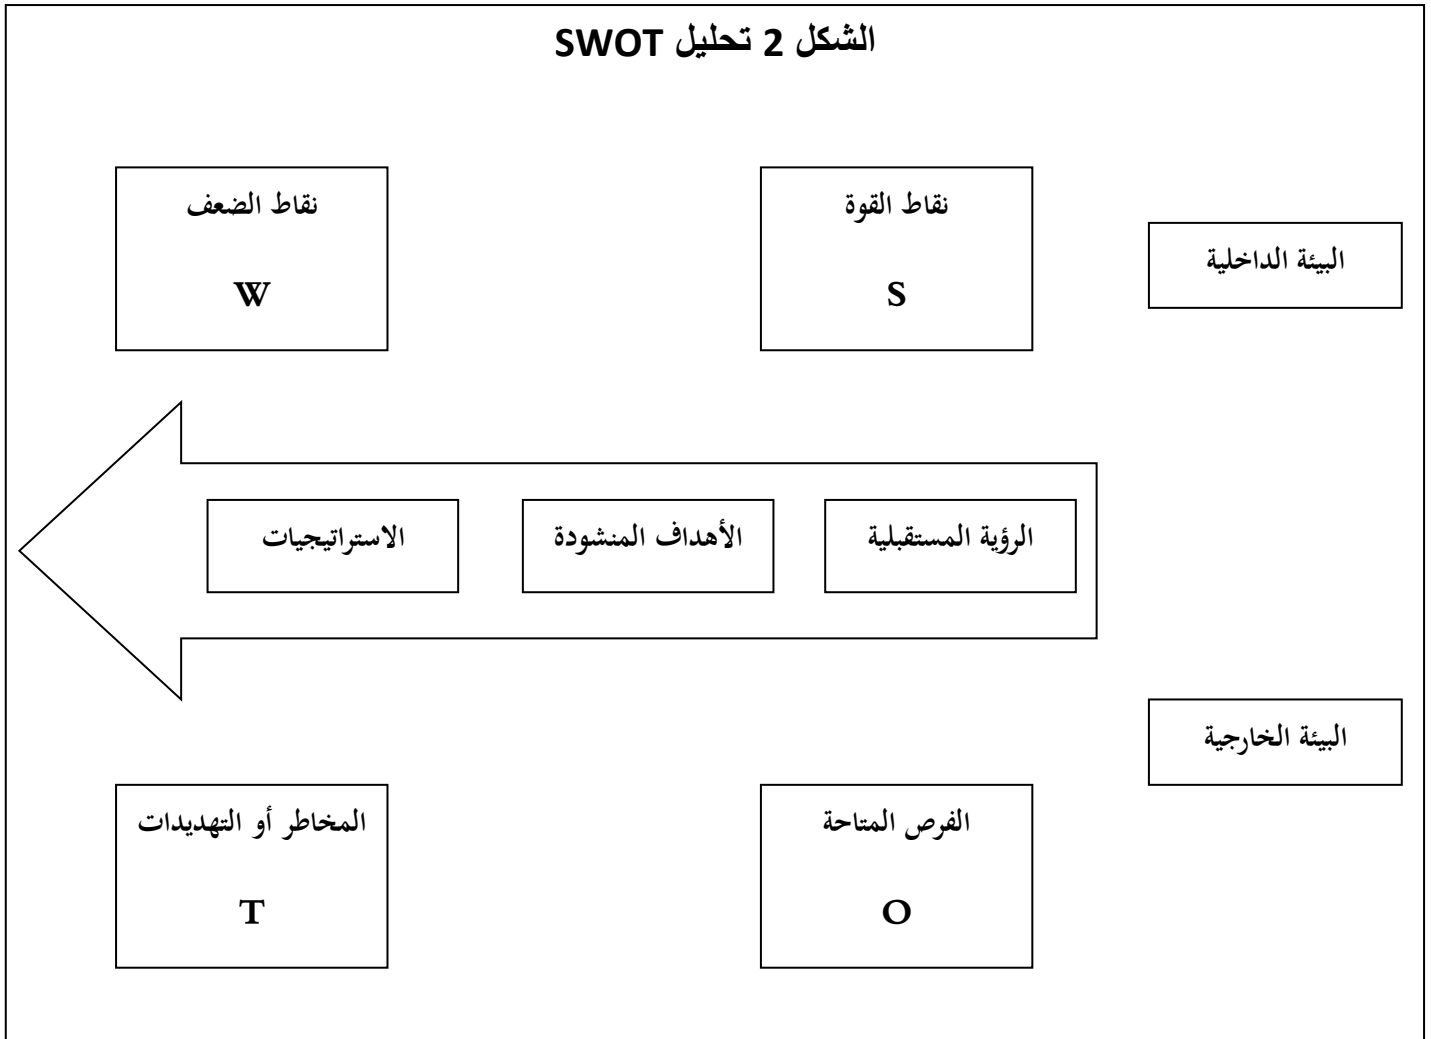 الشكل 2 تحليل SWOT
البيئة الداخلية
نقاط القوة
S
نقاط الضعف
W
الرؤية المستقبلية
الأهداف المنشودة
الاستراتيجيات
البيئة الخارجية
الفرص المتاحة
O
المخاطر أو التهديدات
T